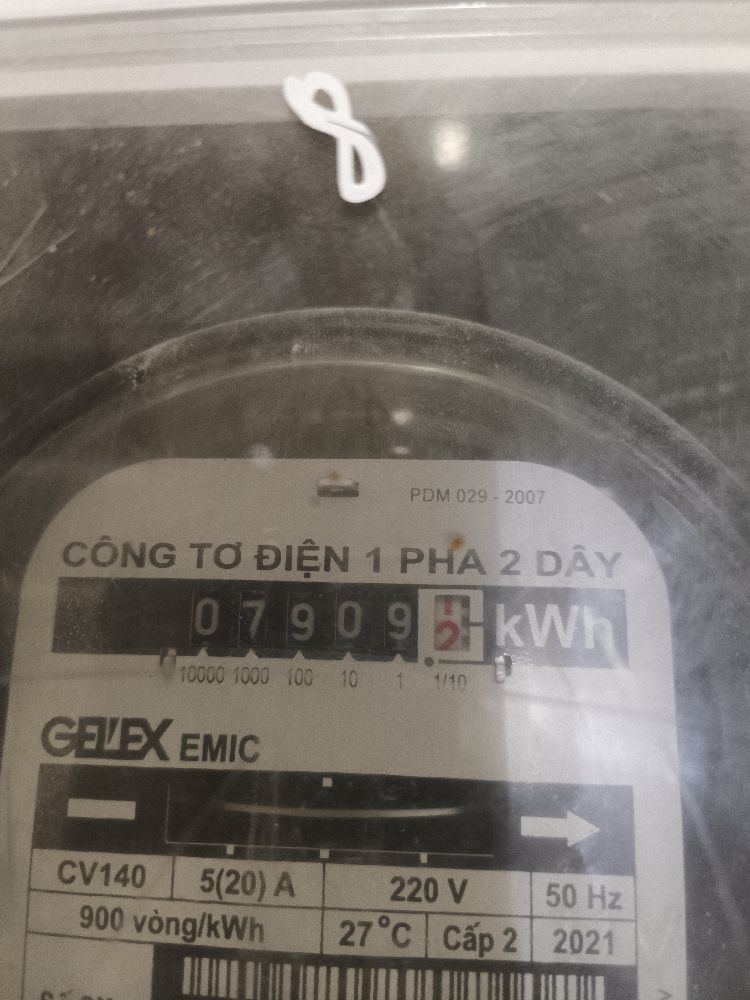 8
PDM 029 - 2007
CÔNG TƠ ĐIỆN 1 PHA 2 DÂY
07909 kWh
10000 1000 100 10 1 1/10
GELEX EMIC
CV140 5(20) A 220 V 50 Hz
900 vòng/kWh 27°C Cấp 2 2021